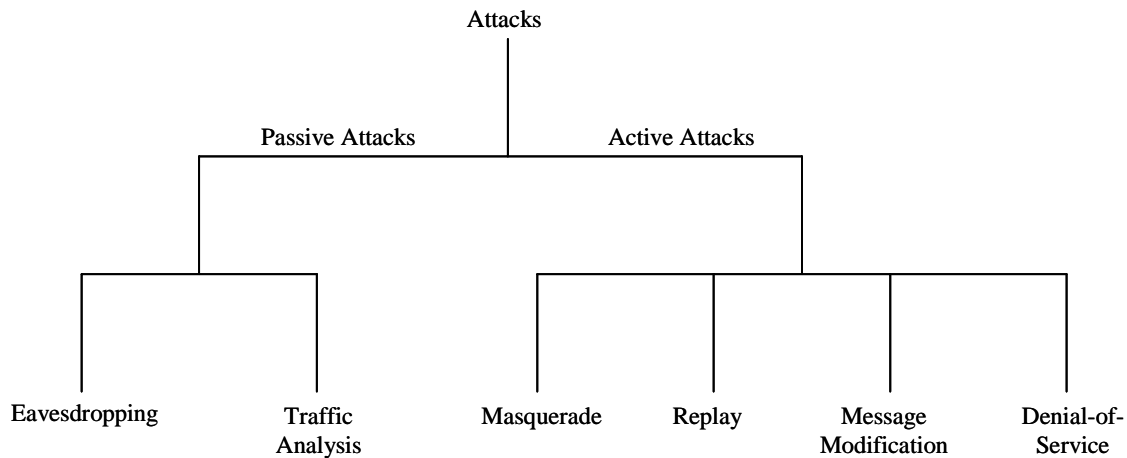 Attacks
Passive Attacks
Active Attacks
Eavesdropping
Traffic
Analysis
Masquerade
Replay
Message
Modification
Denial-of-
Service